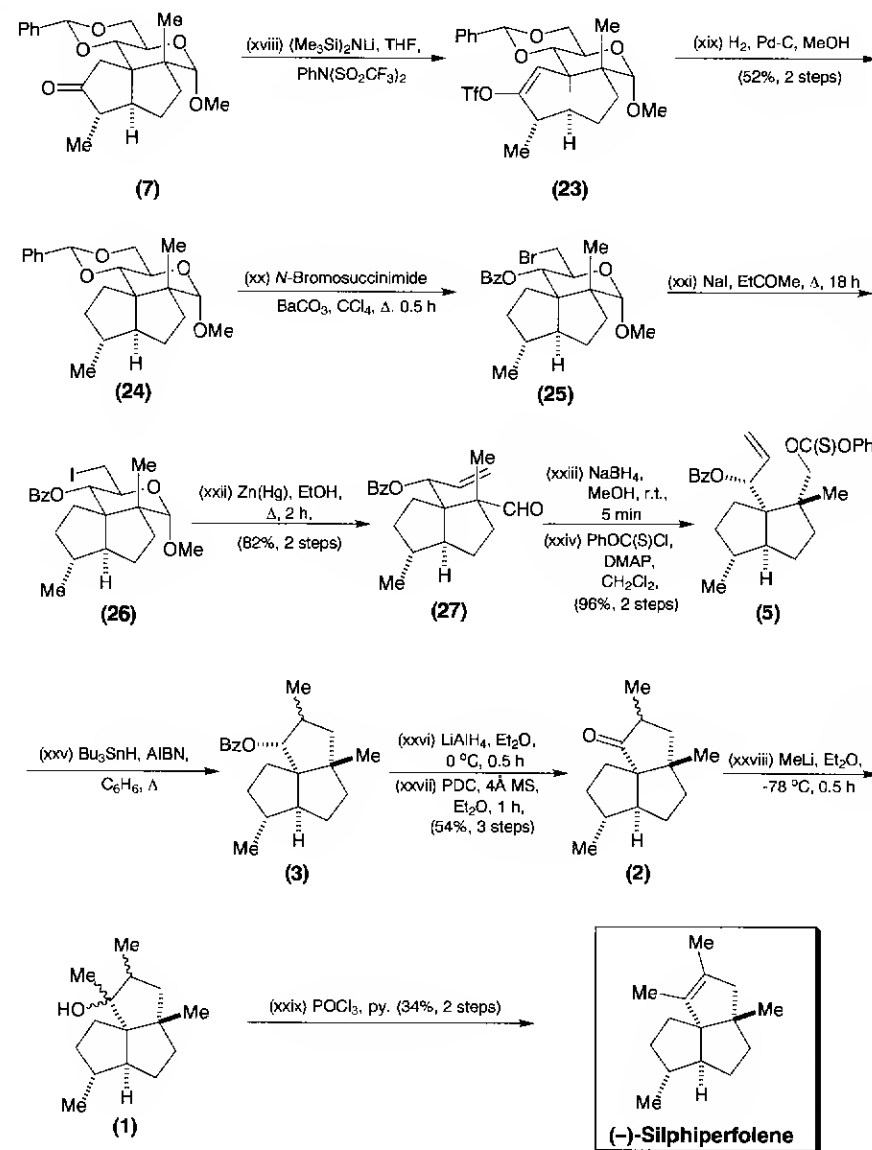 Ph O O Me O
O
OMe
Me H
(7)
(xviii) (Me3Si)2NLi, THF,
PhN(SO2CF3)2
Ph O O Me O
TfO
OMe
Me H
(23)
(xix) H2, Pd-C, MeOH
(52%, 2 steps)
Ph O O Me O
OMe
Me H
(24)
(xx) N-Bromosuccinimide
BaCO3, CCl4, Δ. 0.5 h
Br Me
BzO O
OMe
Me H
(25)
(xxi) NaI, EtCOMe, Δ, 18 h
I Me
BzO O
OMe
Me H
(26)
(xxii) Zn(Hg), EtOH,
Δ, 2 h,
(82%, 2 steps)
Me
BzO
CHO
Me H
(27)
(xxiii) NaBH4,
MeOH, r.t.,
5 min
(xxiv) PhOC(S)Cl,
DMAP,
CH2Cl2,
(96%, 2 steps)
OC(S)OPh
BzO
Me
Me H
(5)
(xxv) Bu3SnH, AIBN,
C6H6, Δ
Me
BzO
Me
Me H
(3)
(xxvi) LiAlH4, Et2O,
0 °C, 0.5 h
(xxvii) PDC, 4Å MS,
Et2O, 1 h,
(54%, 3 steps)
Me
O
Me
Me H
(2)
(xxviii) MeLi, Et2O,
-78 °C, 0.5 h
Me
Me
HO
Me
Me H
(1)
(xxix) POCl3, py. (34%, 2 steps)
Me
Me
Me
Me H
(–)-Silphiperfolene